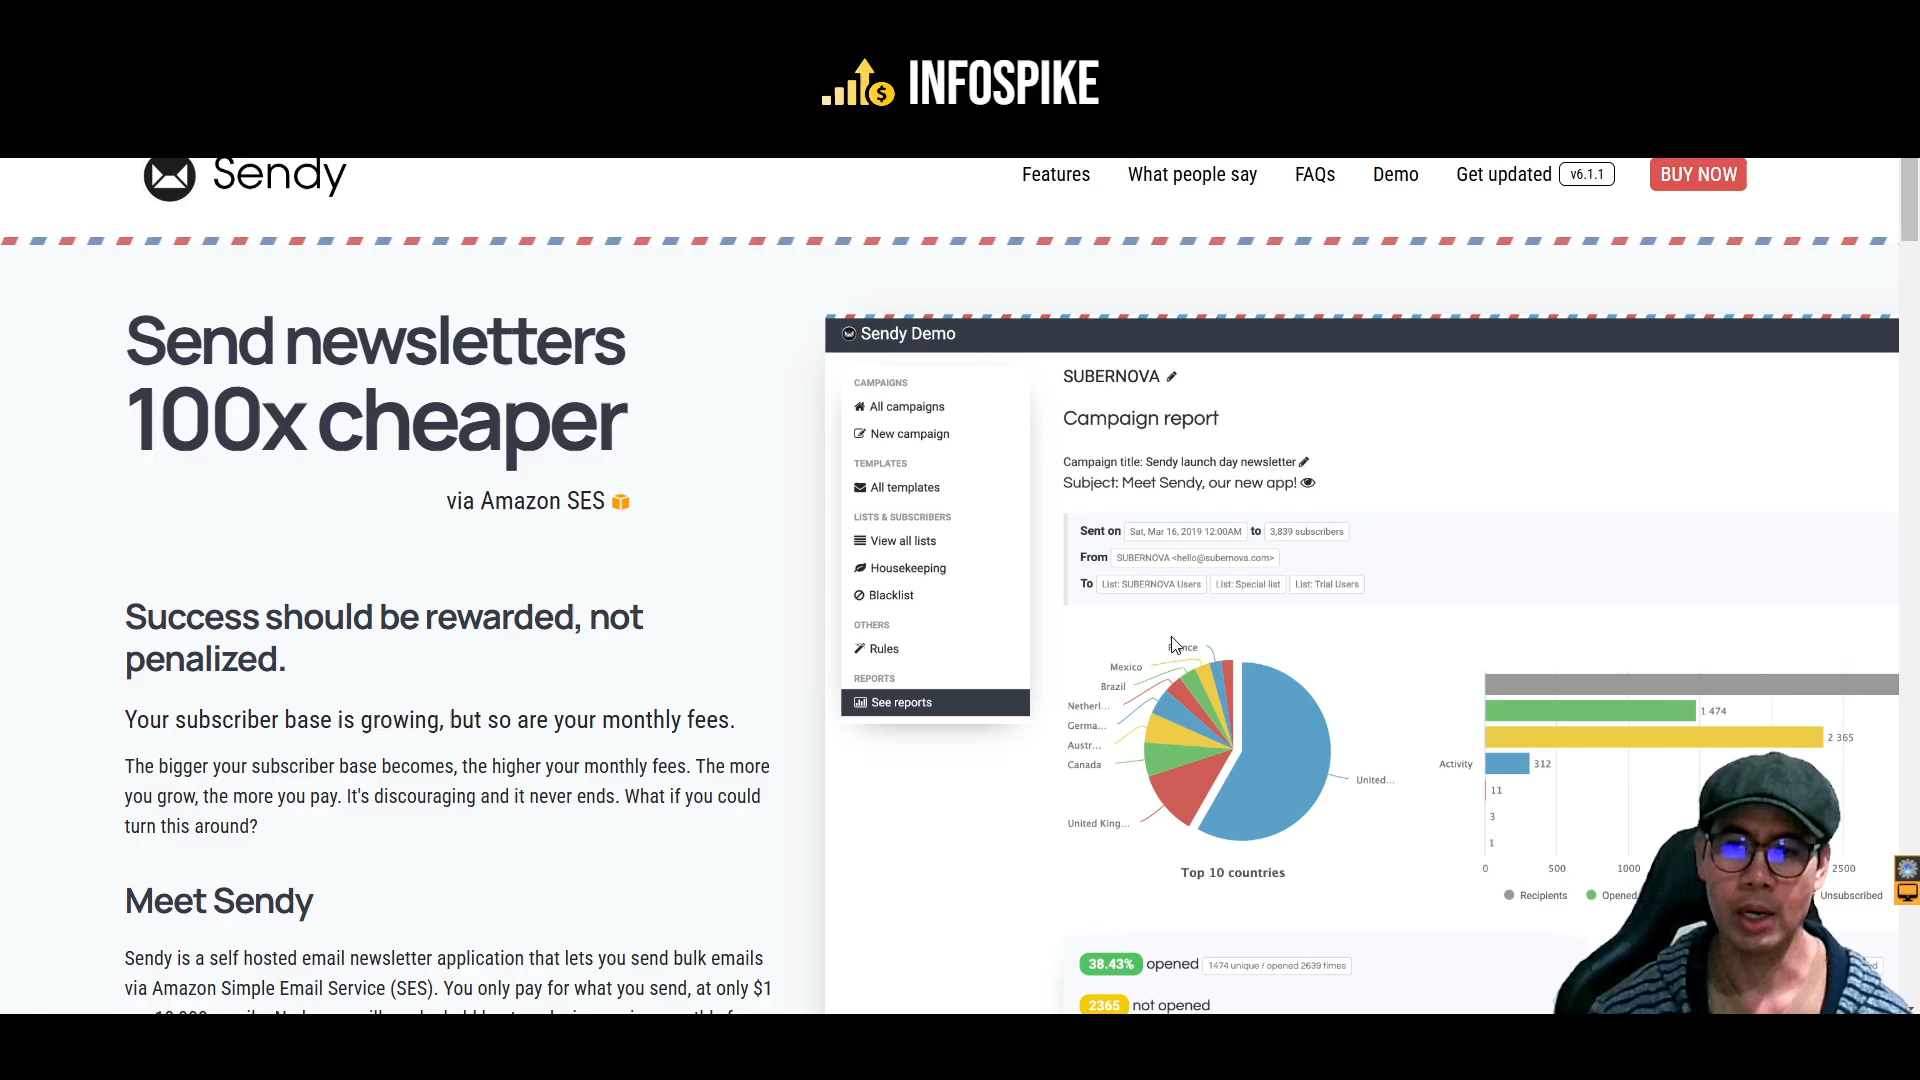 INFOSPIKE
Sendy
Features What people say FAQs Demo Get updated v6.1.1 BUY NOW
Send newsletters
100x cheaper
via Amazon SES
Success should be rewarded, not
penalized.
Your subscriber base is growing, but so are your monthly fees.
The bigger your subscriber base becomes, the higher your monthly fees. The more
you grow, the more you pay. It's discouraging and it never ends. What if you could
turn this around?
Meet Sendy
Sendy is a self hosted email newsletter application that lets you send bulk emails
via Amazon Simple Email Service (SES). You only pay for what you send, at only $1
Sendy Demo
CAMPAIGNS
All campaigns
New campaign
TEMPLATES
All templates
LISTS & SUBSCRIBERS
View all lists
Housekeeping
Blacklist
OTHERS
Rules
REPORTS
See reports
SUBERNOVA
Campaign report
Campaign title: Sendy launch day newsletter
Subject: Meet Sendy, our new app!
Sent on Sat, Mar 16, 2019 12:00AM to 3,839 subscribers
From SUBERNOVA <hello@subernova.com>
To List: SUBERNOVA Users List: Special list List: Trial Users
Mexico
Brazil
Netherl...
Germa...
Austr...
Canada
United King...
United...
Top 10 countries
1 474
2 365
Activity 312
11
3
1
0 500 1000 2500
Recipients Opened Unsubscribed
38.43% opened 1474 unique / opened 2639 times
2365 not opened